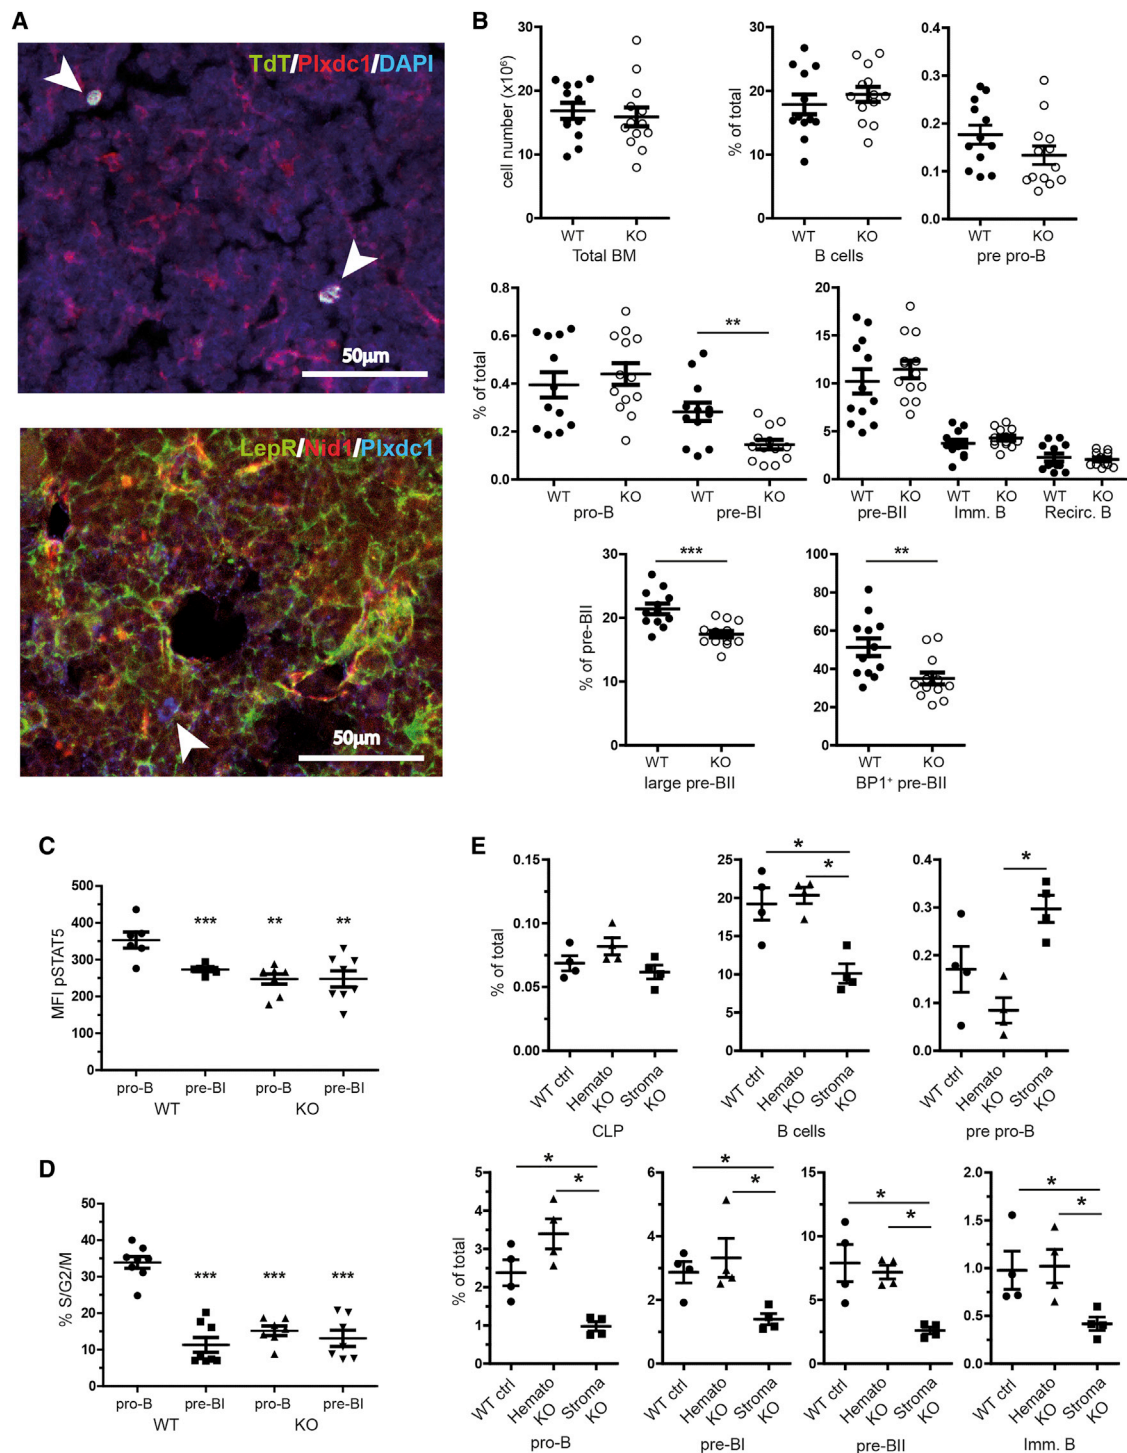 A
TdT/Plxdc1/DAPI
50µm
LepR/Nid1/Plxdc1
50µm
B
cell number (x10⁶)
30
20
10
0
WT
KO
Total BM
% of total
30
20
10
0
WT
KO
B cells
0.4
0.3
0.2
0.1
0.0
WT
KO
pre pro-B
% of total
0.8
0.6
0.4
0.2
0.0
**
WT
KO
WT
KO
pro-B
pre-BI
20
15
10
5
0
WT
KO
WT
KO
WT
KO
pre-BII
Imm. B
Recirc. B
% of pre-BII
30
20
10
0
***
WT
KO
large pre-BII
100
80
60
40
20
0
**
WT
KO
BP1⁺ pre-BII
C
MFI pSTAT5
500
400
300
200
100
0
***
**
**
pro-B
pre-BI
pro-B
pre-BI
WT
KO
D
% S/G2/M
50
40
30
20
10
0
***
***
***
pro-B
pre-BI
pro-B
pre-BI
WT
KO
E
% of total
0.15
0.10
0.05
0.00
WT ctrl
Hemato KO
Stroma KO
CLP
25
20
15
10
5
0
*
*
WT ctrl
Hemato KO
Stroma KO
B cells
0.4
0.3
0.2
0.1
0.0
*
WT ctrl
Hemato KO
Stroma KO
pre pro-B
% of total
5
4
3
2
1
0
*
*
WT ctrl
Hemato KO
Stroma KO
pro-B
6
4
2
0
*
*
WT ctrl
Hemato KO
Stroma KO
pre-BI
15
10
5
0
*
*
WT ctrl
Hemato KO
Stroma KO
pre-BII
2.0
1.5
1.0
0.5
0.0
*
*
WT ctrl
Hemato KO
Stroma KO
Imm. B